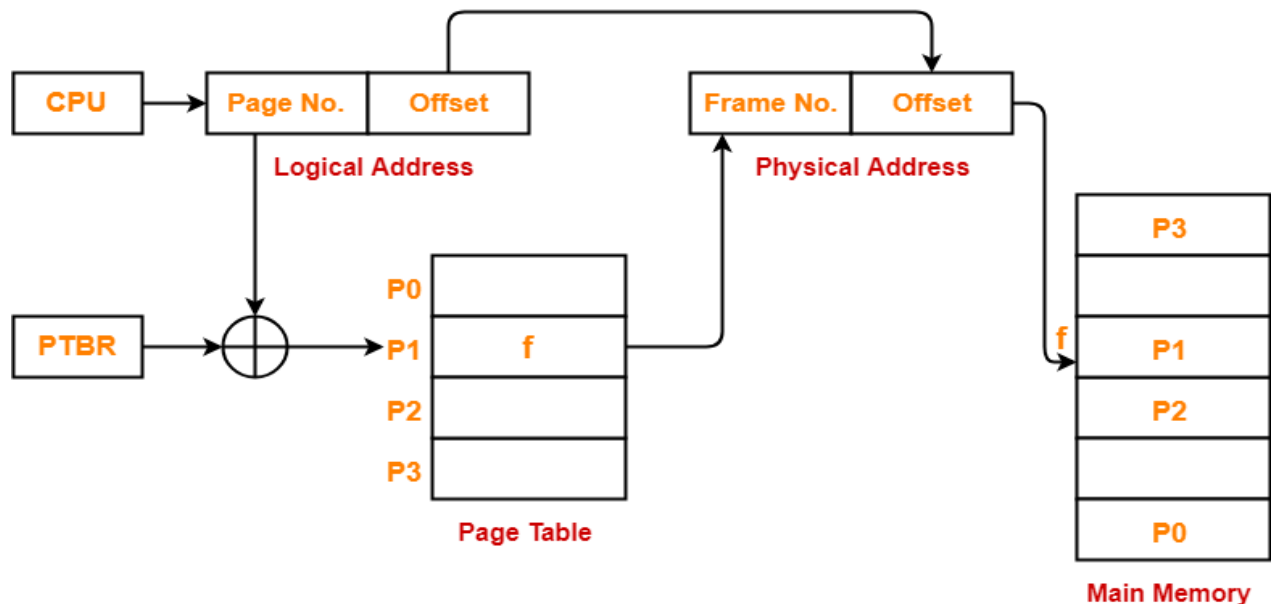 CPU
Page No.
Offset
Frame No.
Offset
Logical Address
Physical Address
P3
P0
PTBR
P1
f
f
P1
P2
P2
P3
P0
Page Table
Main Memory